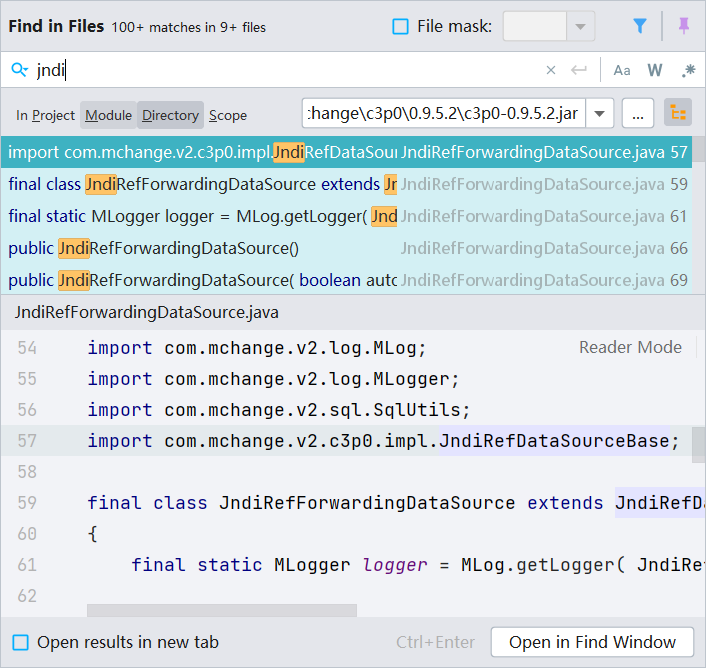 Find in Files 100+ matches in 9+ files File mask:
jndi Aa W .*
In Project Module Directory Scope :hange\c3p0\0.9.5.2\c3p0-0.9.5.2.jar ...
import com.mchange.v2.c3p0.impl.JndiRefDataSou JndiRefForwardingDataSource.java 57
final class JndiRefForwardingDataSource extends Jn JndiRefForwardingDataSource.java 59
final static MLogger logger = MLog.getLogger( Jnd JndiRefForwardingDataSource.java 61
public JndiRefForwardingDataSource() JndiRefForwardingDataSource.java 66
public JndiRefForwardingDataSource( boolean auto JndiRefForwardingDataSource.java 69
JndiRefForwardingDataSource.java
54 import com.mchange.v2.log.MLog; Reader Mode
55 import com.mchange.v2.log.MLogger;
56 import com.mchange.v2.sql.SqlUtils;
57 import com.mchange.v2.c3p0.impl.JndiRefDataSourceBase;
58
59 final class JndiRefForwardingDataSource extends JndiRefDa
60 {
61 final static MLogger logger = MLog.getLogger( JndiRe
62
Open results in new tab Ctrl+Enter Open in Find Window